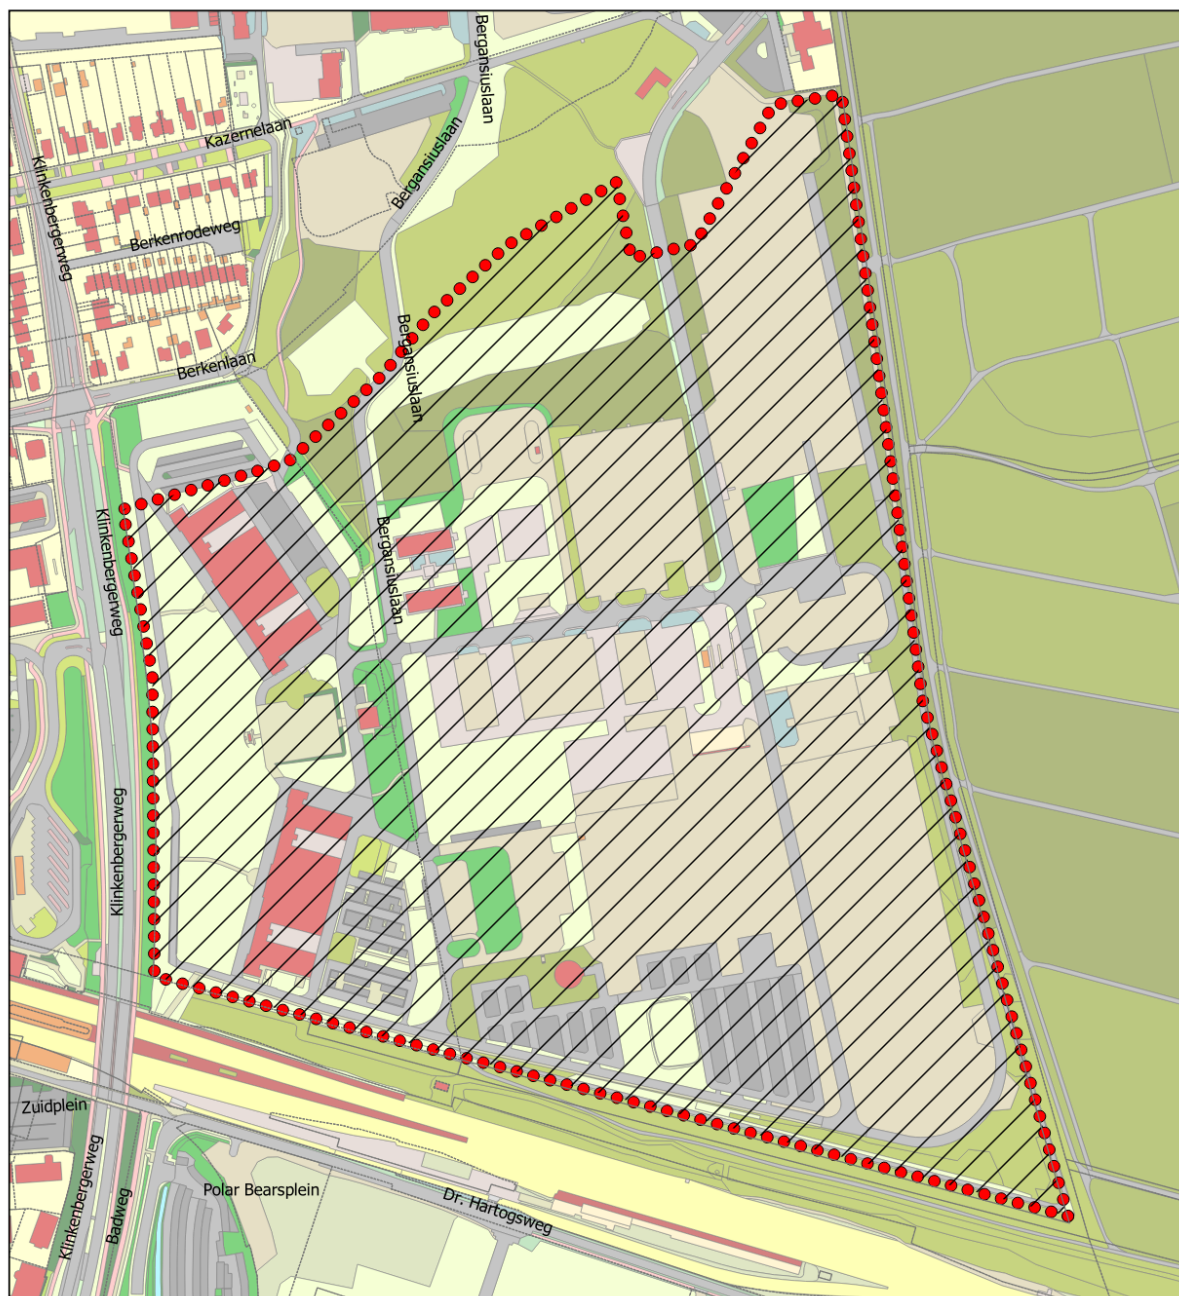 Bergansiuslaan
Kazernelaan
Bergansiuslaan
Klinkenbergerweg
Berkenrodeweg
Bergansiuslaan
Berkenlaan
Klinkenbergerweg
Bergansiuslaan
Klinkenbergerweg
Zuidplein
Klinkenbergerweg
Badweg
Polar Bearsplein
Dr. Hartogsweg